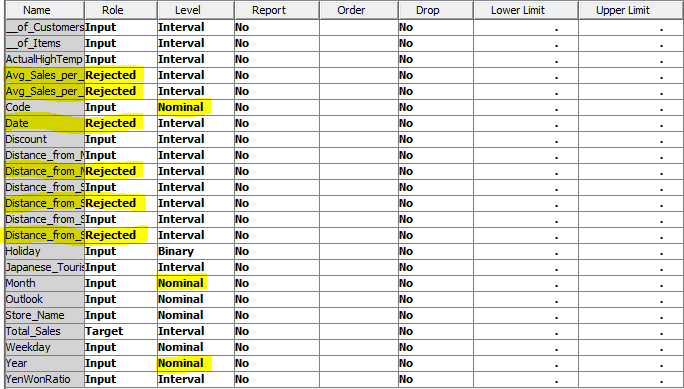 Name Role Level Report Order Drop Lower Limit Upper Limit
__of_Customers Input Interval No No . .
__of_Items Input Interval No No . .
ActualHighTemp Input Interval No No . .
Avg_Sales_per_ Rejected Interval No No . .
Avg_Sales_per_ Rejected Interval No No . .
Code Input Nominal No No . .
Date Rejected Interval No No . .
Discount Input Interval No No . .
Distance_from_N Input Interval No No . .
Distance_from_N Rejected Interval No No . .
Distance_from_S Input Interval No No . .
Distance_from_S Rejected Interval No No . .
Distance_from_S Input Interval No No . .
Distance_from_S Rejected Interval No No . .
Holiday Input Binary No No . .
Japanese_Touris Input Interval No No . .
Month Input Nominal No No . .
Outlook Input Nominal No No . .
Store_Name Input Nominal No No . .
Total_Sales Target Interval No No . .
Weekday Input Nominal No No . .
Year Input Nominal No No . .
YenWonRatio Input Interval No No . .